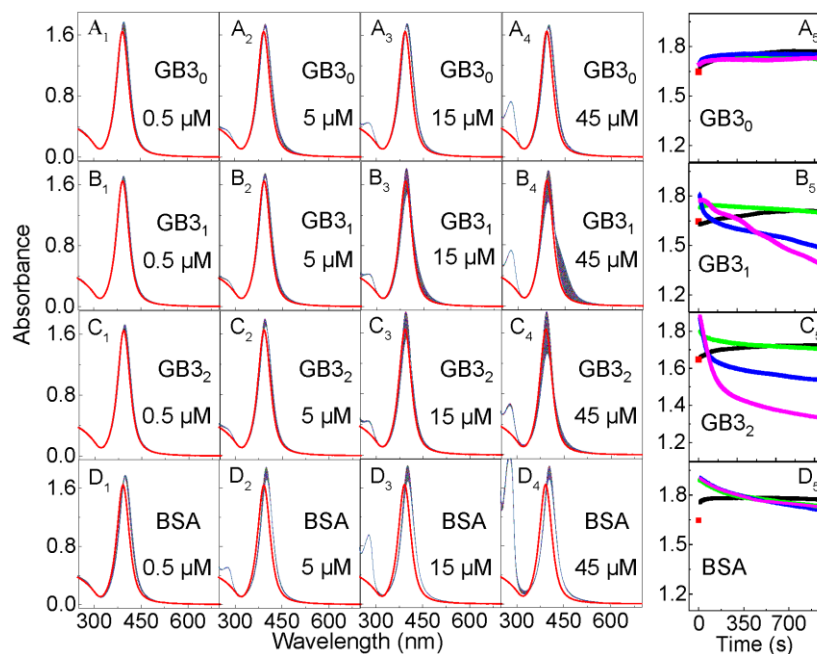 Absorbance
1.6
0.8
0.0
A1
GB30
0.5 µM
A2
GB30
5 µM
A3
GB30
15 µM
A4
GB30
45 µM
1.8
1.5
1.2
A5
GB30
1.6
0.8
0.0
B1
GB31
0.5 µM
B2
GB31
5 µM
B3
GB31
15 µM
B4
GB31
45 µM
1.8
1.5
1.2
B5
GB31
1.6
0.8
0.0
C1
GB32
0.5 µM
C2
GB32
5 µM
C3
GB32
15 µM
C4
GB32
45 µM
1.8
1.6
1.4
1.2
C5
GB32
1.6
0.8
0.0
D1
BSA
0.5 µM
D2
BSA
5 µM
D3
BSA
15 µM
D4
BSA
45 µM
2.1
1.8
1.5
1.2
D5
BSA
300 450 600
300 450 600
300 450 600
300 450 600
0 350 700
Wavelength (nm)
Time (s)